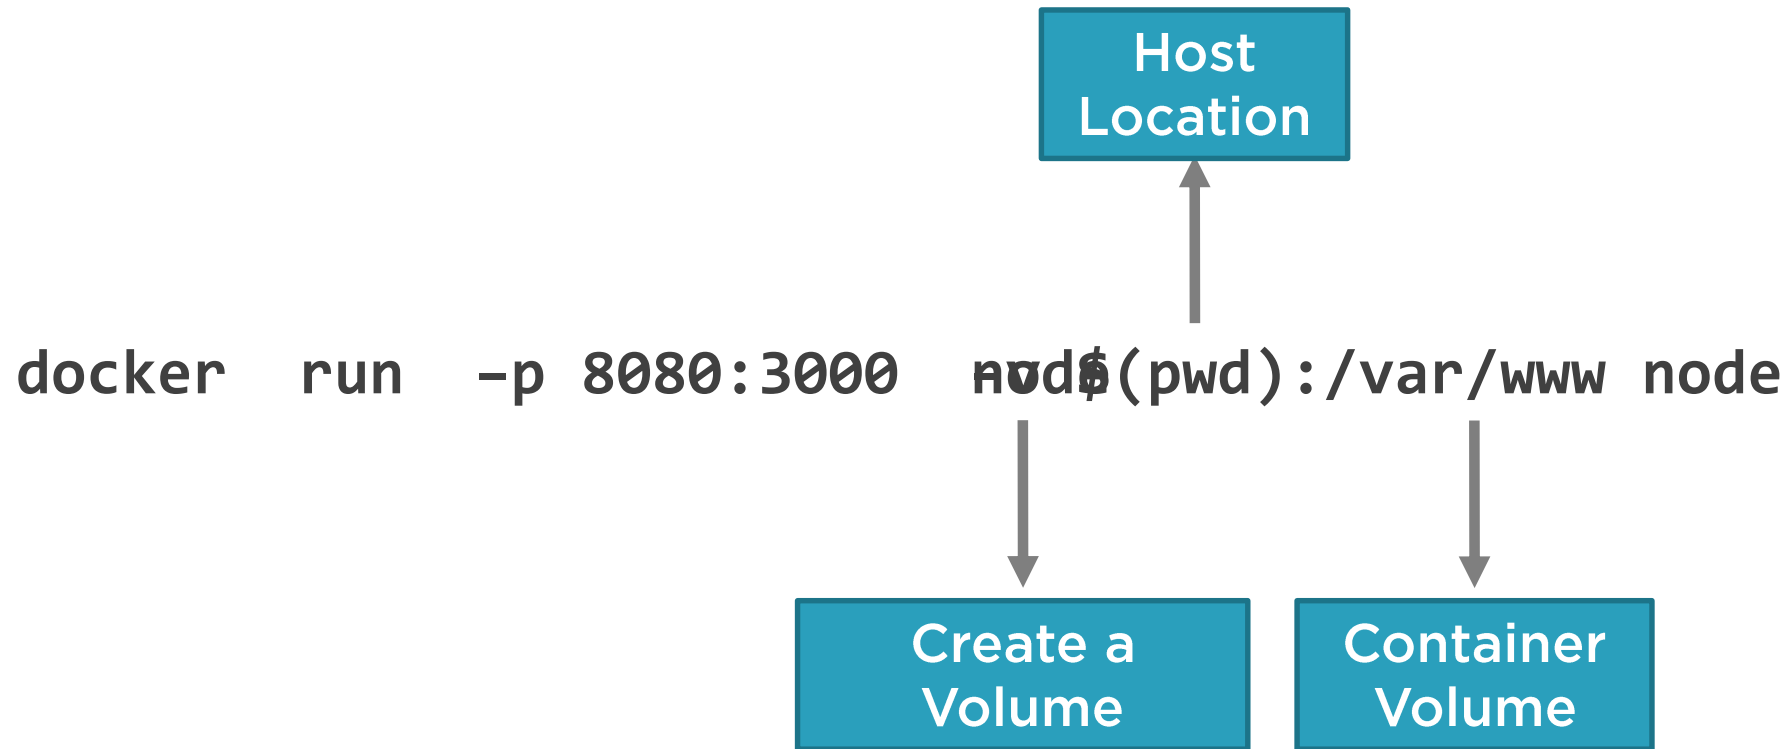 Host
Location
docker run –p 8080:3000 -v $(pwd):/var/www node
Create a
Volume
Container
Volume